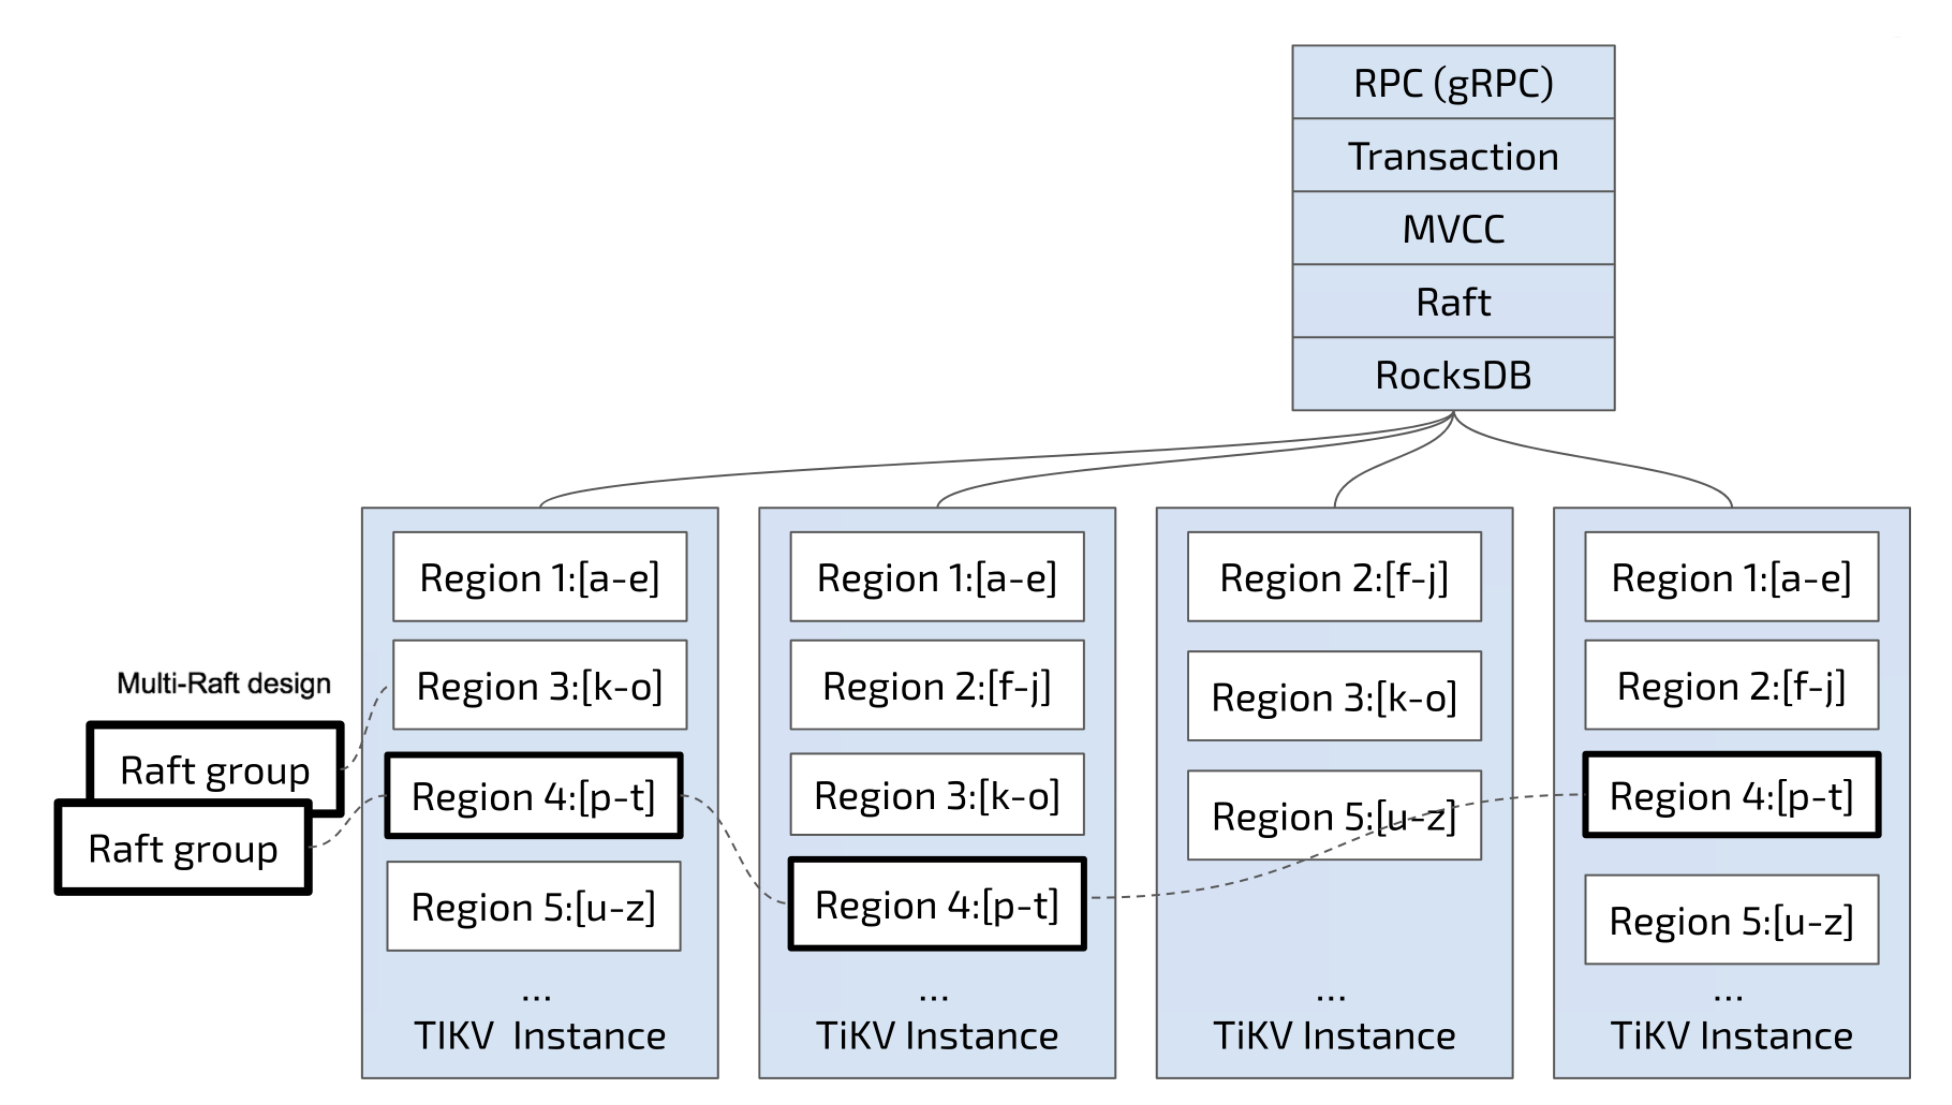 RPC (gRPC)
Transaction
MVCC
Raft
RocksDB
Multi-Raft design
Raft group
Raft group
Region 1:[a-e]
Region 3:[k-o]
Region 4:[p-t]
Region 5:[u-z]
...
TIKV Instance
Region 1:[a-e]
Region 2:[f-j]
Region 3:[k-o]
Region 4:[p-t]
...
TiKV Instance
Region 2:[f-j]
Region 3:[k-o]
Region 5:[u-z]
...
TiKV Instance
Region 1:[a-e]
Region 2:[f-j]
Region 4:[p-t]
Region 5:[u-z]
...
TiKV Instance